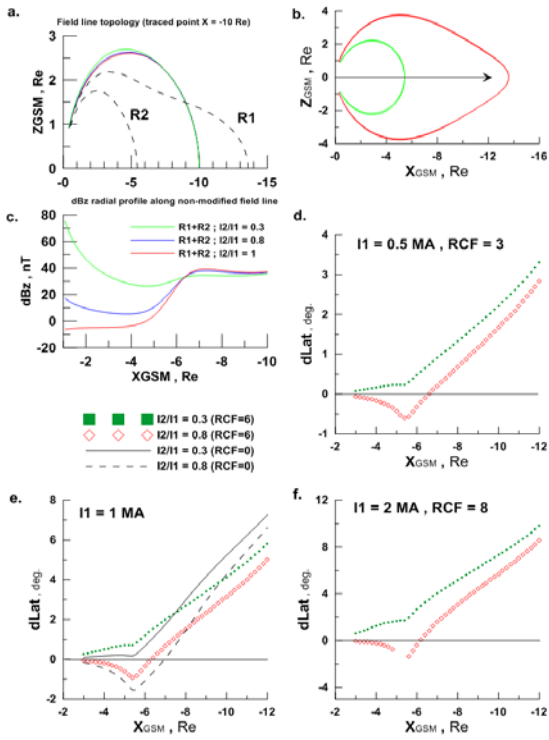 a.
Field line topology (traced point X = -10 Re)
3
2
1
0
ZGSM , Re
R2
R1
-0
-3
-6
-9
-12
-15
b.
4
2
0
-2
-4
ZGSM , Re
-0
-4
-8
-12
-16
XGSM , Re
dBz radial profile along non-modified field line
c.
80
60
40
20
0
20
dBz , nT
R1+R2 ; I2/I1 = 0.3
R1+R2 ; I2/I1 = 0.8
R1+R2 ; I2/I1 = 1
-2
-4
-6
-8
-10
XGSM , Re
d.
I1 = 0.5 MA , RCF = 3
4
3
2
1
0
-1
dLat, deg.
-2
-4
-6
-8
-10
-12
XGSM , Re
I2/I1 = 0.3 (RCF=6)
I2/I1 = 0.8 (RCF=6)
I2/I1 = 0.3 (RCF=0)
I2/I1 = 0.8 (RCF=0)
e.
I1 = 1 MA
8
6
4
2
0
-2
dLat, deg.
-2
-4
-6
-8
-10
-12
XGSM , Re
f.
I1 = 2 MA , RCF = 8
12
8
4
0
-4
dLat, deg.
-2
-4
-6
-8
-10
-12
XGSM , Re